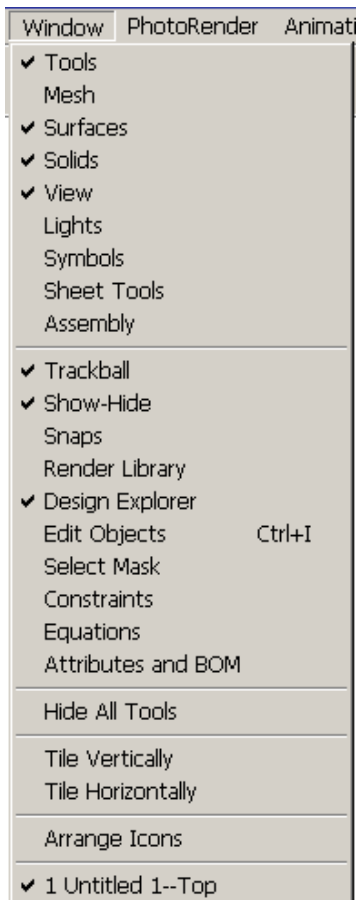 Window PhotoRender Animati
✔ Tools
Mesh
✔ Surfaces
✔ Solids
✔ View
Lights
Symbols
Sheet Tools
Assembly
✔ Trackball
✔ Show-Hide
Snaps
Render Library
✔ Design Explorer
Edit Objects Ctrl+I
Select Mask
Constraints
Equations
Attributes and BOM
Hide All Tools
Tile Vertically
Tile Horizontally
Arrange Icons
✔ 1 Untitled 1--Top